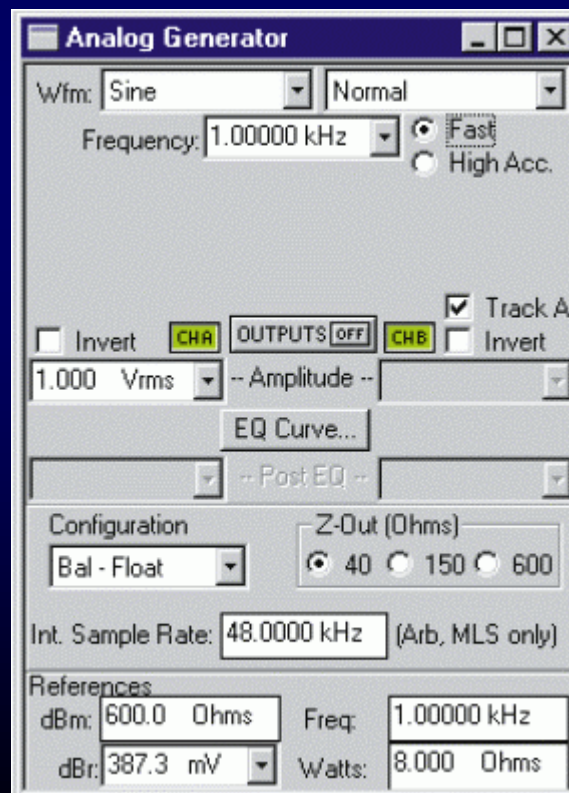 Analog Generator
Wfm: Sine Normal
Frequency: 1.00000 kHz Fast
High Acc.
Track A
Invert CHA OUTPUTS OFF CHB Invert
1.000 Vrms -- Amplitude --
EQ Curve...
-- Post EQ --
Configuration Z-Out (Ohms)
Bal - Float 40 150 600
Int. Sample Rate: 48.0000 kHz (Arb, MLS only)
References
dBm: 600.0 Ohms Freq: 1.00000 kHz
dBr: 387.3 mV Watts: 8.000 Ohms